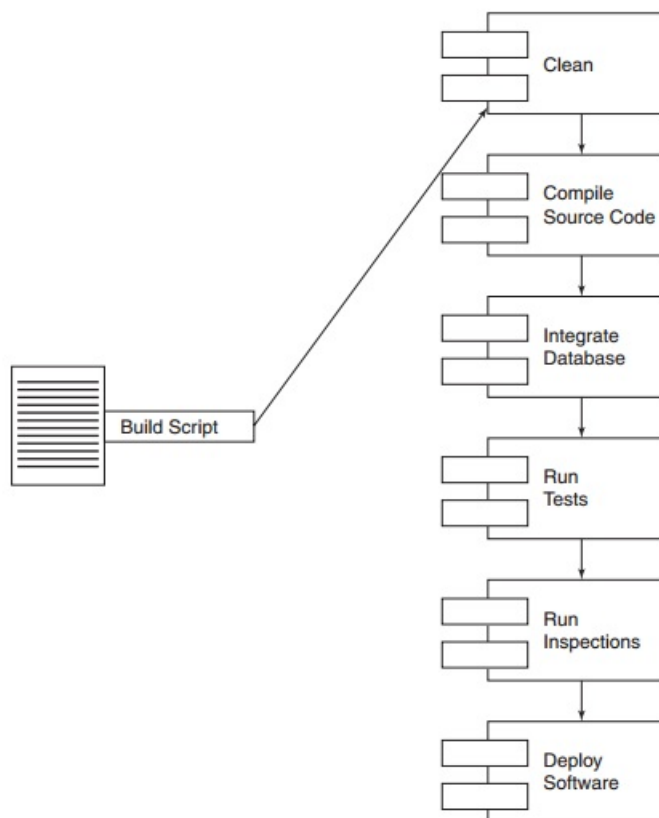 Clean
Compile
Source Code
Integrate
Database
Build Script
Run
Tests
Run
Inspections
Deploy
Software